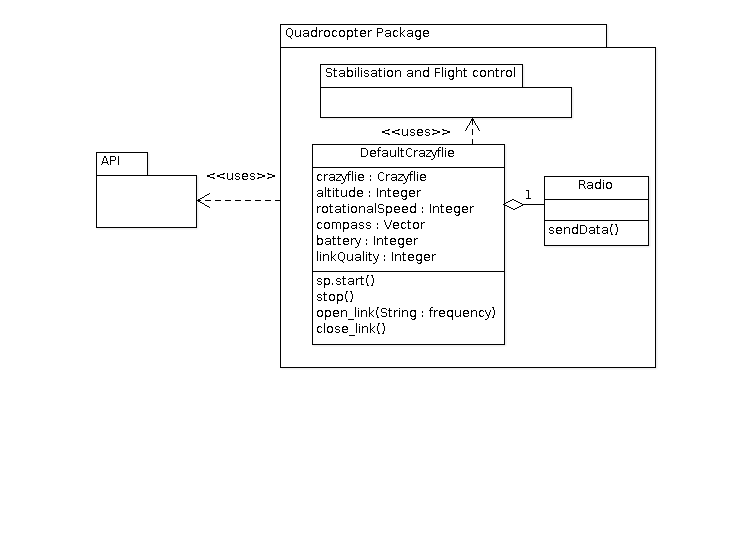 Quadrocopter Package
Stabilisation and Flight control
<<uses>>
DefaultCrazyflie
crazyflie : Crazyflie
altitude : Integer
rotationalSpeed : Integer
compass : Vector
battery : Integer
linkQuality : Integer
sp.start()
stop()
open_link(String : frequency)
close_link()
1
Radio
sendData()
API
<<uses>>